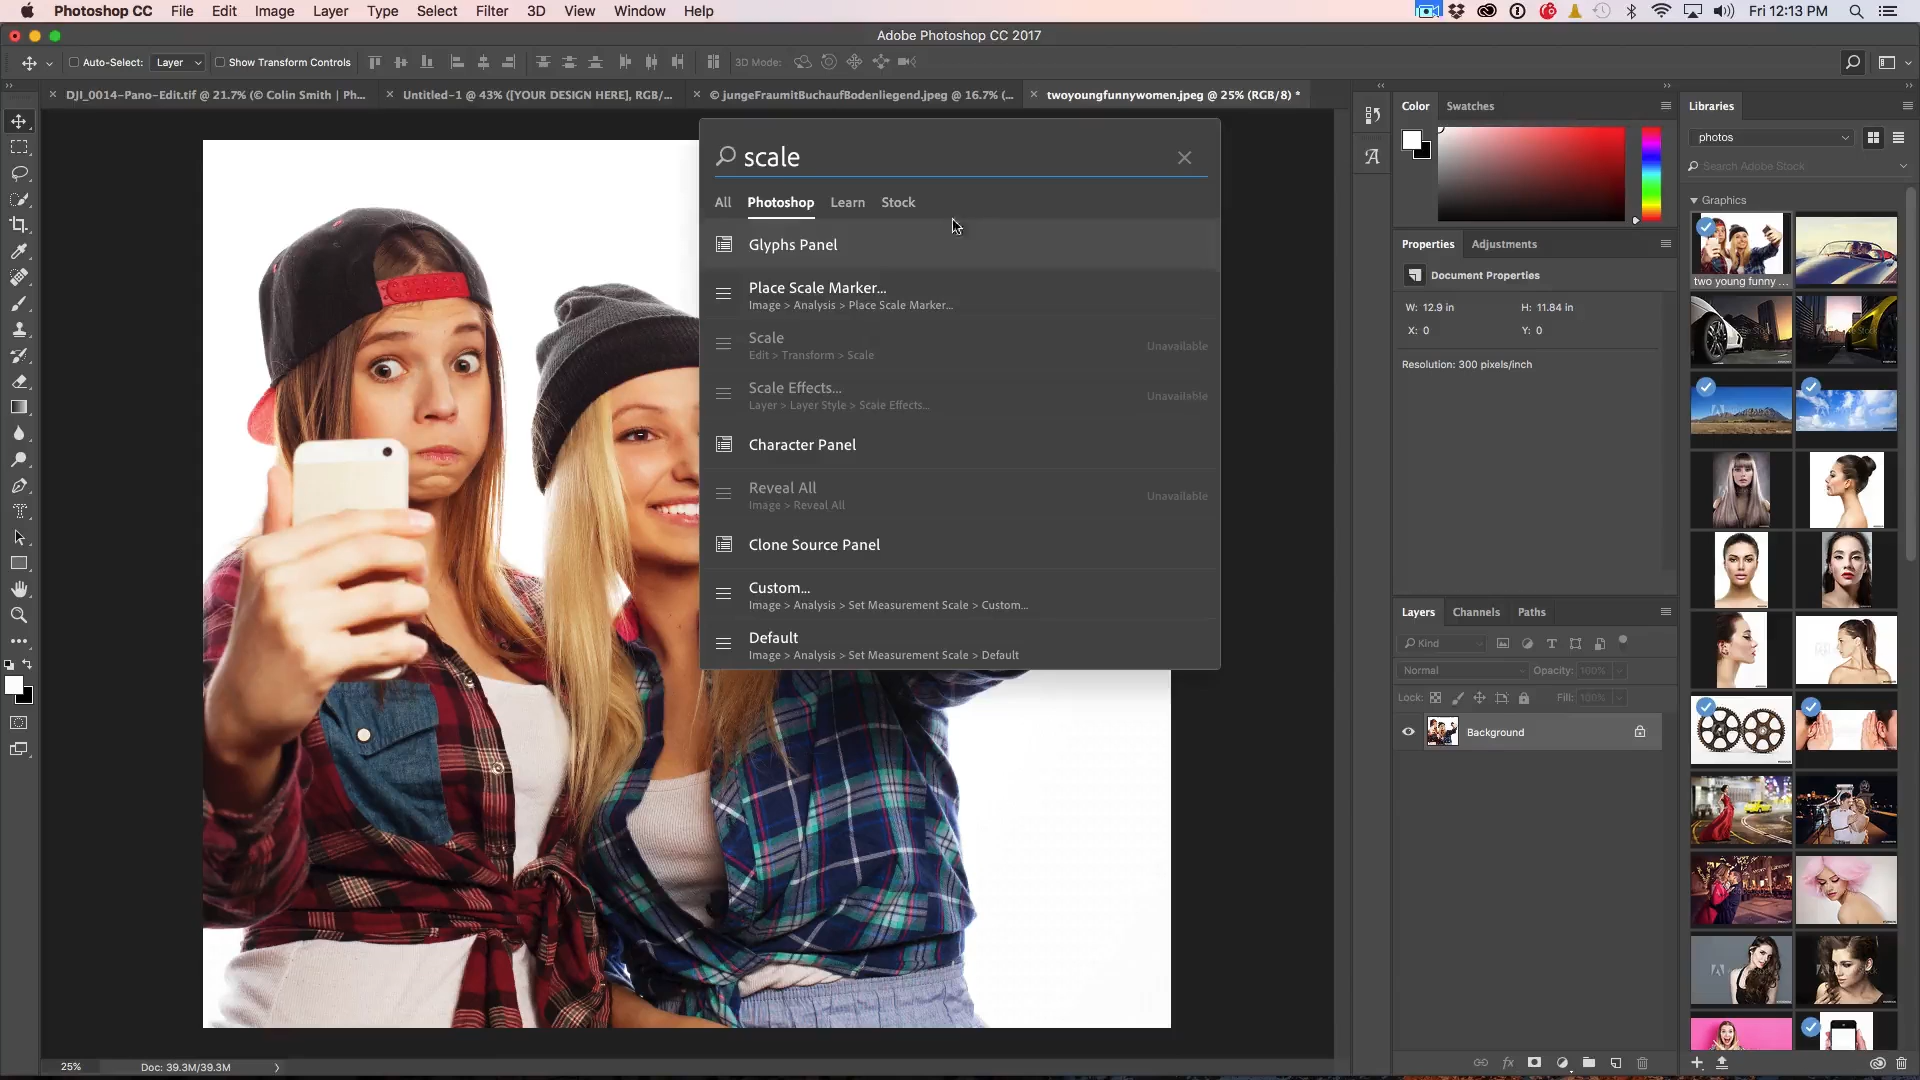 Photoshop CC File Edit Image Layer Type Select Filter 3D View Window Help Fri 12:13 PM
Adobe Photoshop CC 2017
Auto-Select: Layer Show Transform Controls 3D Mode:
DJI_0014-Pano-Edit.tif @ 21.7% (© Colin Smith | Ph... Untitled-1 @ 43% ([YOUR DESIGN HERE], RGB/... © jungeFraumitBuchaufBodenliegend.jpeg @ 16.7% (... twoyoungfunnywomen.jpeg @ 25% (RGB/8) *
Color Swatches
Libraries
photos
Search Adobe Stock
Graphics
two young funny ...
scale
All Photoshop Learn Stock
Glyphs Panel
Place Scale Marker...
Image > Analysis > Place Scale Marker...
Scale
Edit > Transform > Scale
Unavailable
Scale Effects...
Layer > Layer Style > Scale Effects...
Unavailable
Character Panel
Reveal All
Image > Reveal All
Unavailable
Clone Source Panel
Custom...
Image > Analysis > Set Measurement Scale > Custom...
Default
Image > Analysis > Set Measurement Scale > Default
Properties Adjustments
Document Properties
W: 12.9 in H: 11.84 in
X: 0 Y: 0
Resolution: 300 pixels/inch
Layers Channels Paths
Kind
Normal Opacity: 100%
Lock: Fill: 100%
Background
25% Doc: 39.3M/39.3M